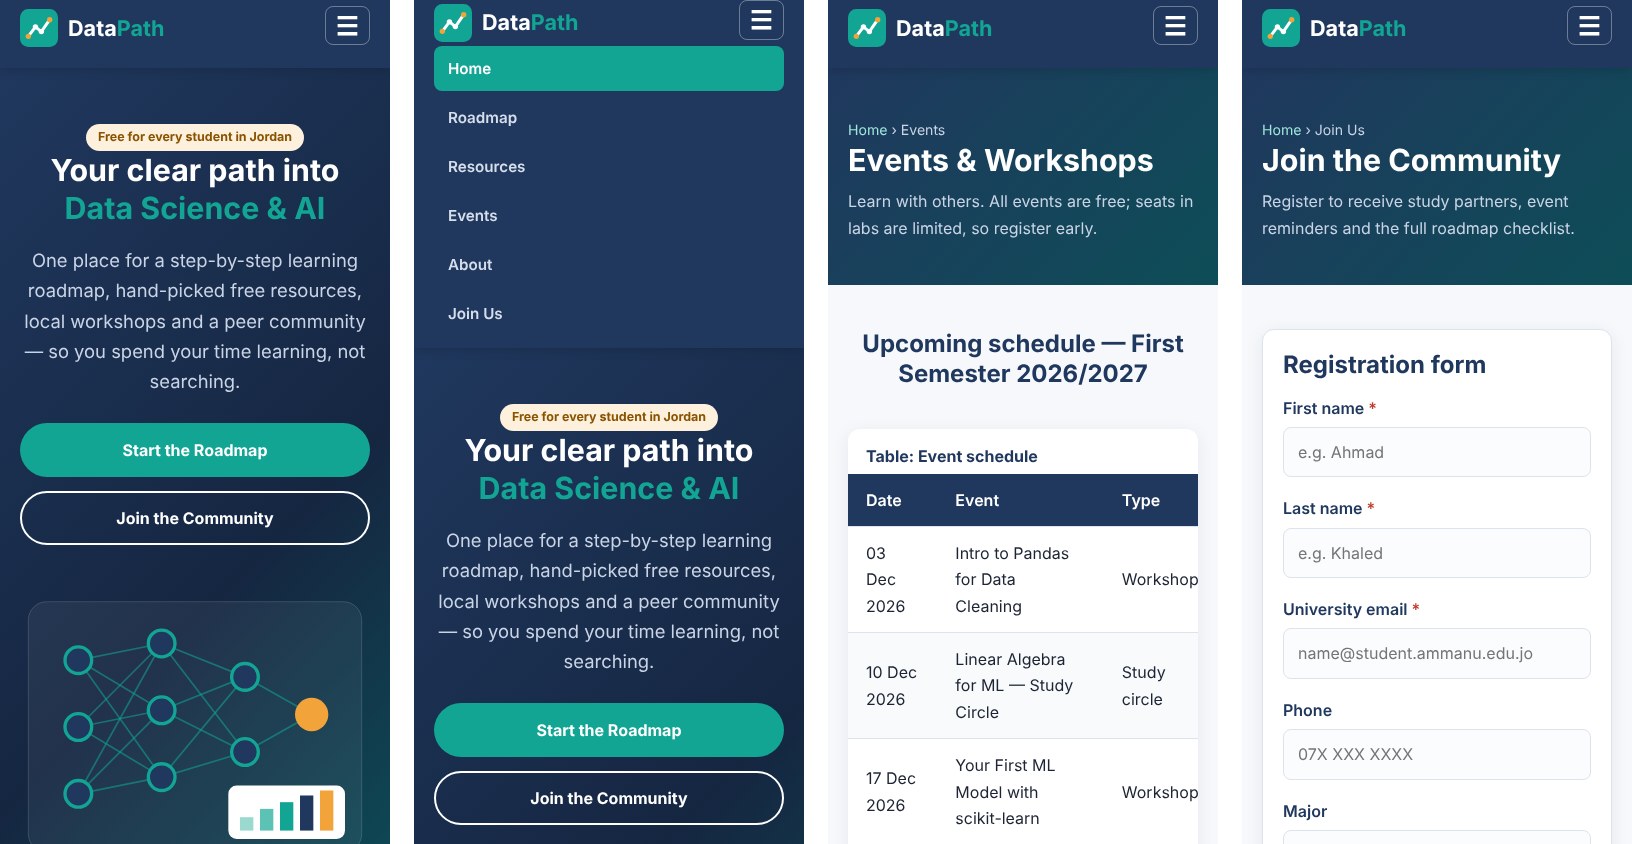 DataPath
☰
Free for every student in Jordan
Your clear path into
Data Science & AI
One place for a step-by-step learning
roadmap, hand-picked free resources,
local workshops and a peer community
— so you spend your time learning, not
searching.
Start the Roadmap
Join the Community
DataPath
☰
Home
Roadmap
Resources
Events
About
Join Us
Free for every student in Jordan
Your clear path into
Data Science & AI
One place for a step-by-step learning
roadmap, hand-picked free resources,
local workshops and a peer community
— so you spend your time learning, not
searching.
Start the Roadmap
Join the Community
DataPath
☰
Home › Events
Events & Workshops
Learn with others. All events are free; seats in
labs are limited, so register early.
Upcoming schedule — First
Semester 2026/2027
Table: Event schedule
Date Event Type
03
Dec
2026
Intro to Pandas
for Data
Cleaning
Workshop
10 Dec
2026
Linear Algebra
for ML — Study
Circle
Study
circle
17 Dec
2026
Your First ML
Model with
scikit-learn
Workshop
DataPath
☰
Home › Join Us
Join the Community
Register to receive study partners, event
reminders and the full roadmap checklist.
Registration form
First name *
e.g. Ahmad
Last name *
e.g. Khaled
University email *
name@student.ammanu.edu.jo
Phone
07X XXX XXXX
Major